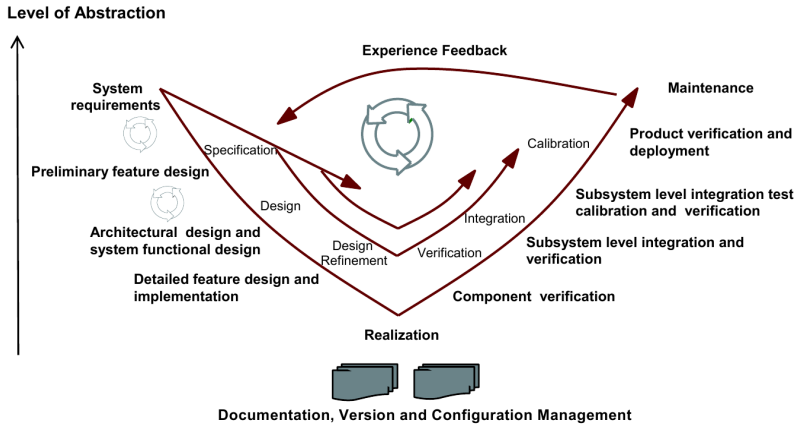 Level of Abstraction
Experience Feedback
System
requirements
Maintenance
Specification
Calibration
Product verification and
deployment
Preliminary feature design
Design
Integration
Subsystem level integration test
calibration and verification
Architectural design and
system functional design
Design
Refinement
Verification
Subsystem level integration and
verification
Detailed feature design and
implementation
Component verification
Realization
Documentation, Version and Configuration Management